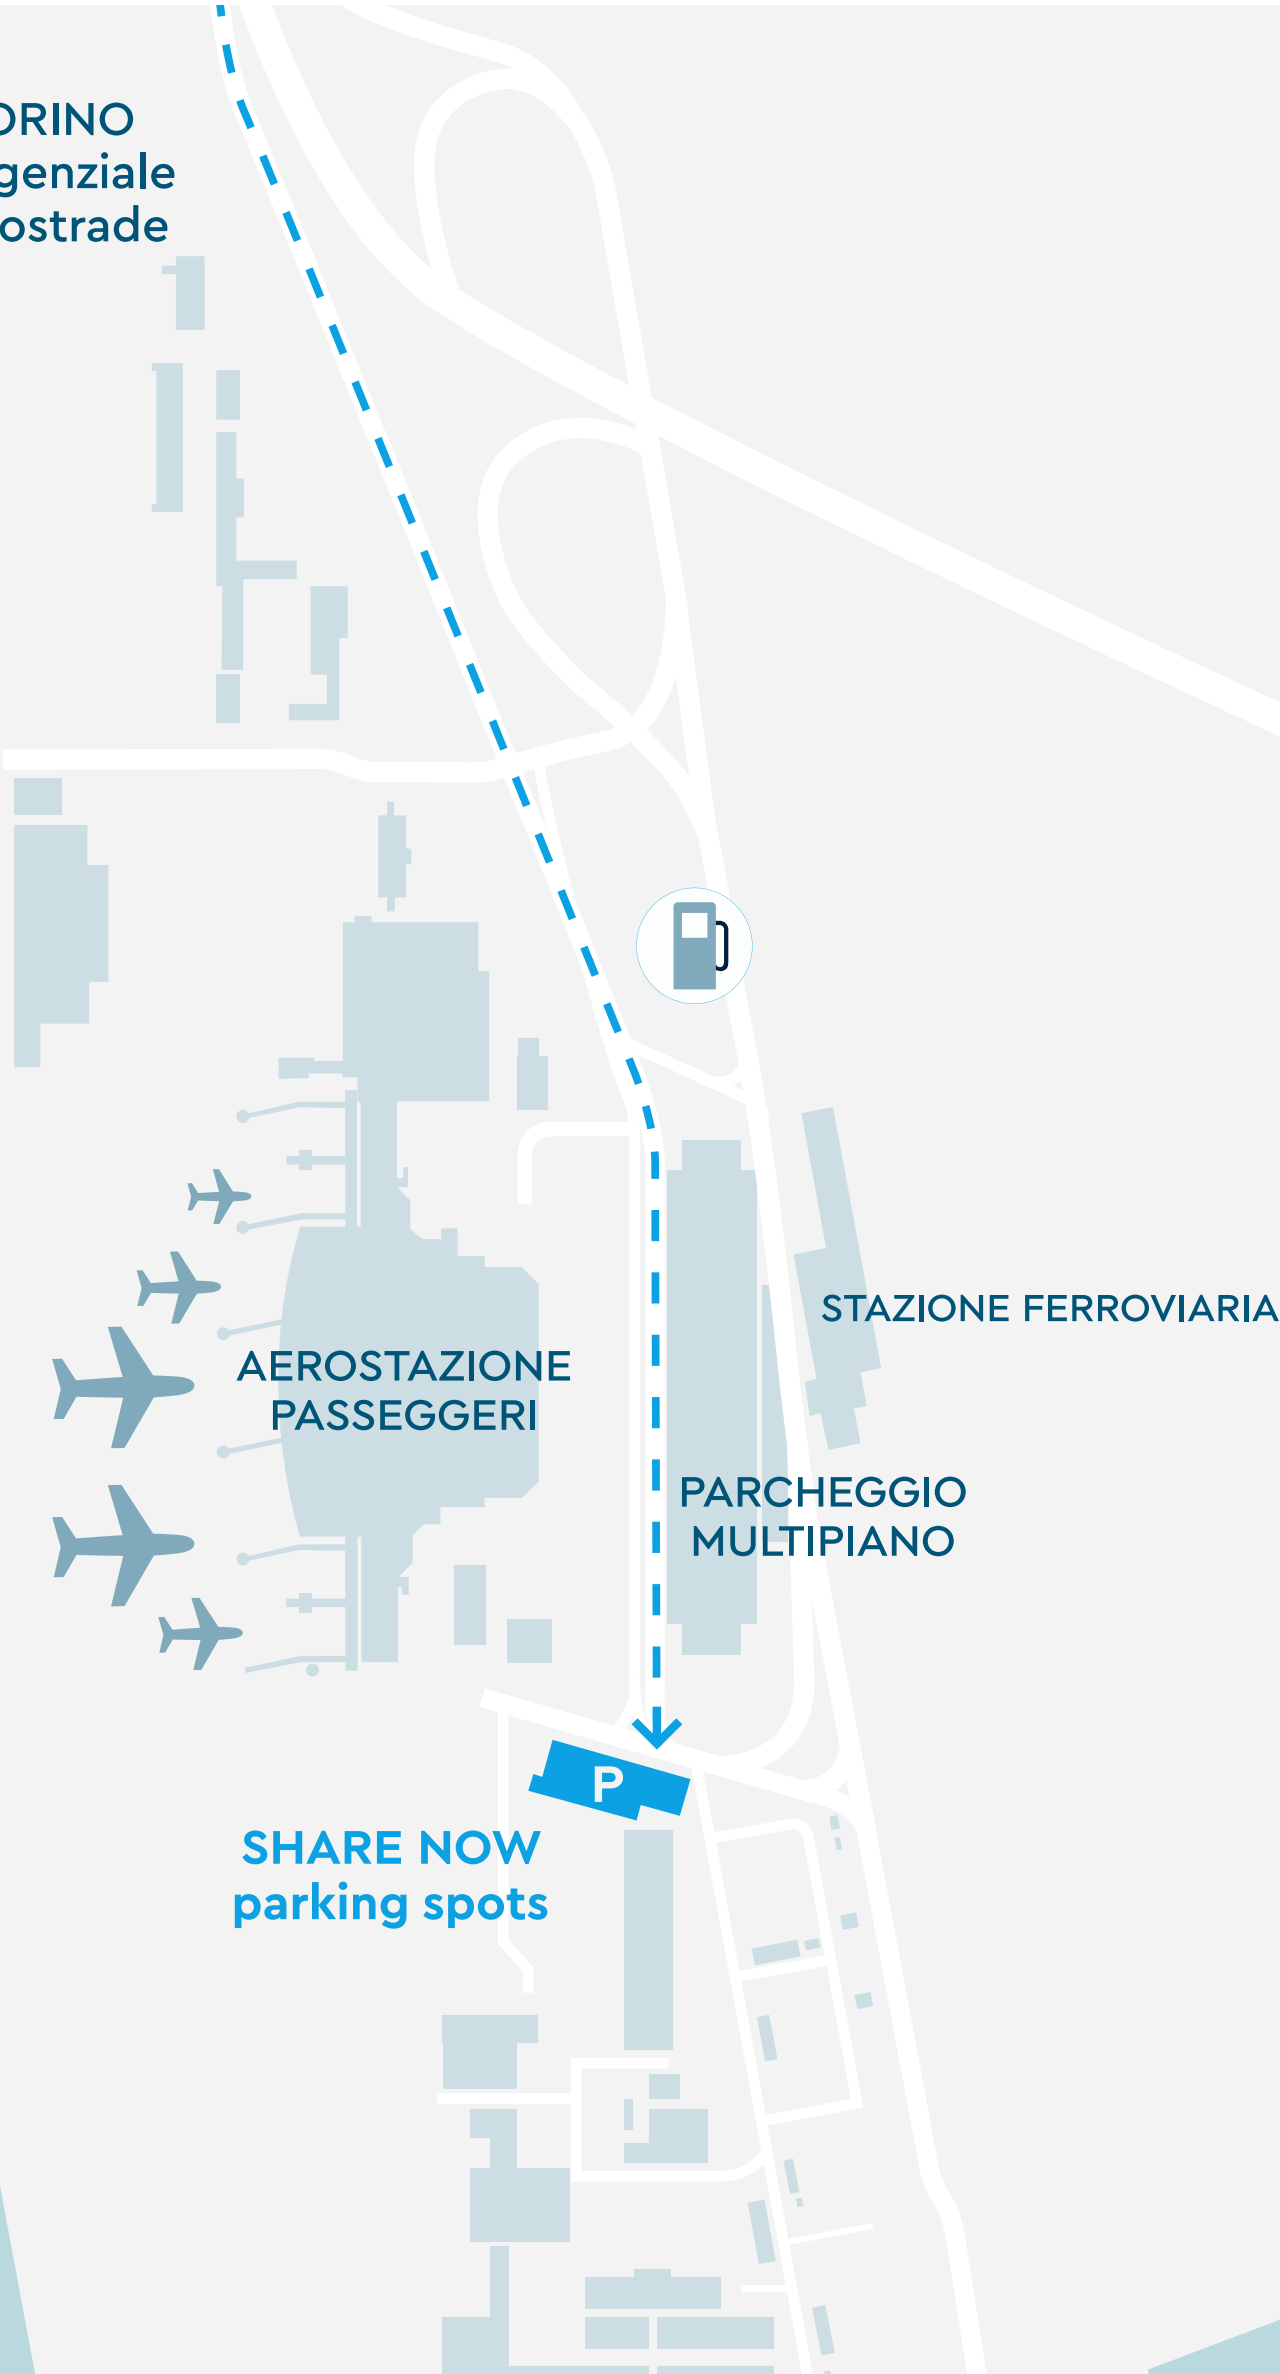 ORINO
genziale
ostrade
STAZIONE FERROVIARIA
AEROSTAZIONE
PASSEGGERI
PARCHEGGIO
MULTIPIANO
P
SHARE NOW
parking spots